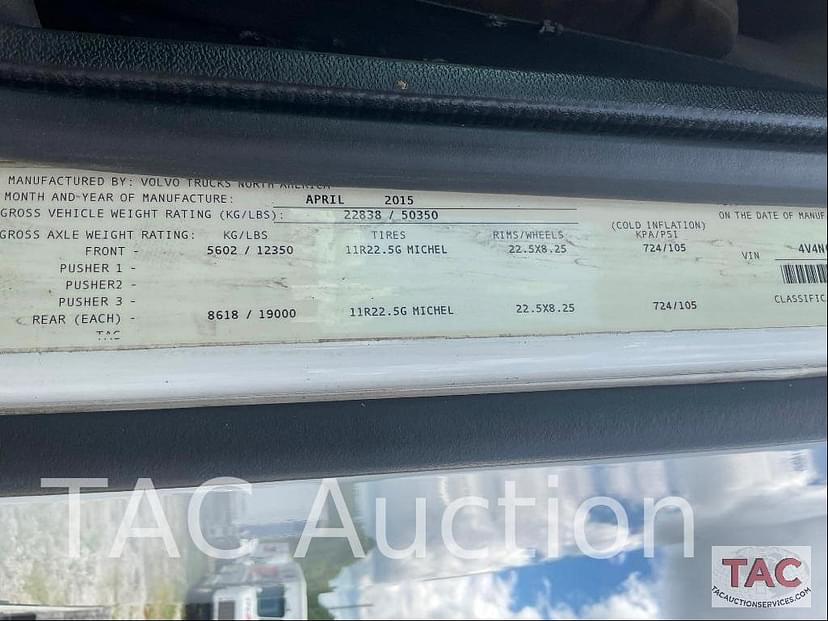 MANUFACTURED BY: VOLVO TRUCKS NORTH AMERICA
MONTH AND YEAR OF MANUFACTURE: APRIL 2015
GROSS VEHICLE WEIGHT RATING (KG/LBS): 22838 / 50350
ON THE DATE OF MANUF
GROSS AXLE WEIGHT RATING: KG/LBS TIRES RIMS/WHEELS (COLD INFLATION) KPA/PSI
FRONT - 5602 / 12350 11R22.5G MICHEL 22.5X8.25 724/105
VIN 4V4N
PUSHER 1 -
PUSHER2 -
PUSHER 3 -
CLASSIFIC
REAR (EACH) - 8618 / 19000 11R22.5G MICHEL 22.5X8.25 724/105
TAG
TAC Auction
TAC
TACAUCTIONSERVICES.COM